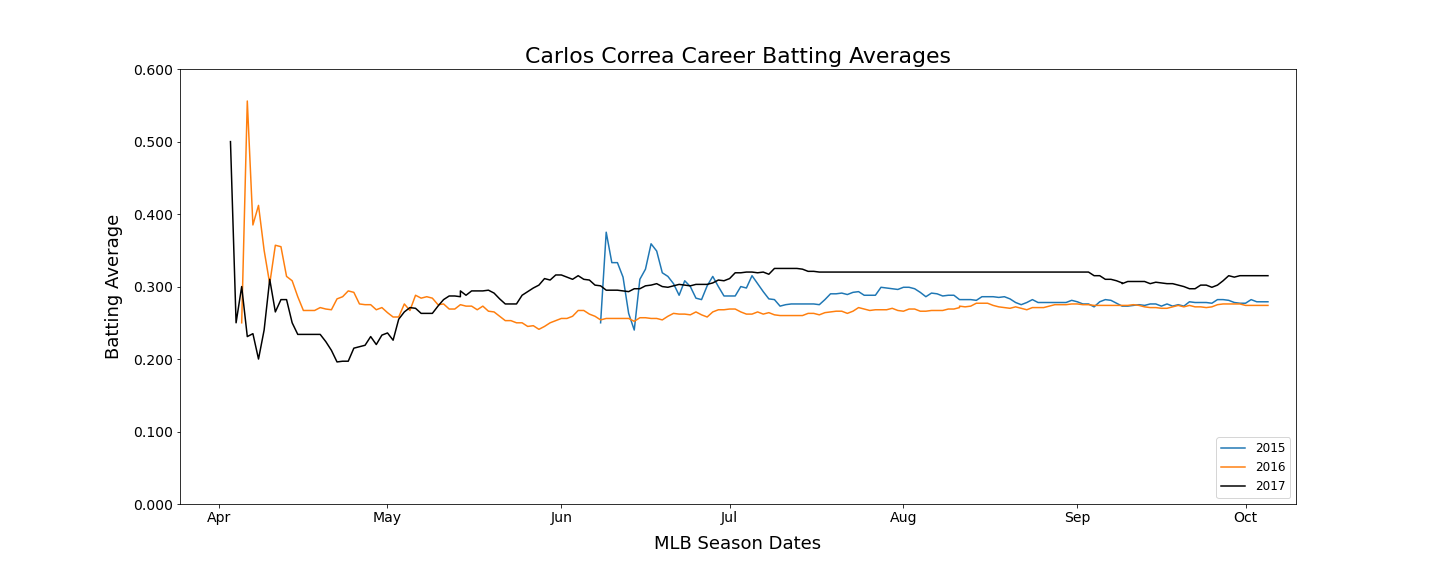 Carlos Correa Career Batting Averages
0.600
0.500
0.400
0.300
0.200
0.100
0.000
Batting Average
Apr May Jun Jul Aug Sep Oct
MLB Season Dates
2015
2016
2017